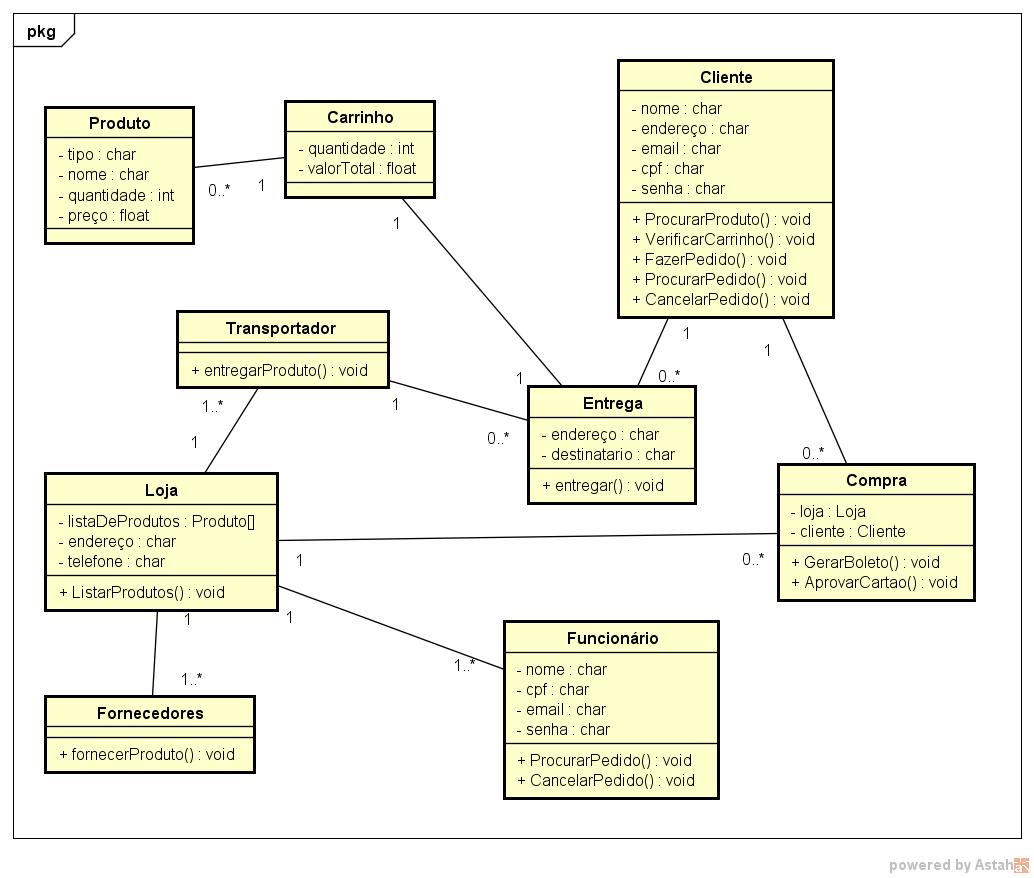 pkg
Produto
- tipo : char
- nome : char
- quantidade : int
- preço : float
0..*
1
Carrinho
- quantidade : int
- valorTotal : float
1
Cliente
- nome : char
- endereço : char
- email : char
- cpf : char
- senha : char
+ ProcurarProduto() : void
+ VerificarCarrinho() : void
+ FazerPedido() : void
+ ProcurarPedido() : void
+ CancelarPedido() : void
1
1
Transportador
+ entregarProduto() : void
1..*
1
1
0..*
1
0..*
Entrega
- endereço : char
- destinatario : char
+ entregar() : void
0..*
Compra
- loja : Loja
- cliente : Cliente
+ GerarBoleto() : void
+ AprovarCartao() : void
Loja
- listaDeProdutos : Produto[]
- endereço : char
- telefone : char
+ ListarProdutos() : void
1
0..*
1
1
1..*
1..*
Funcionário
- nome : char
- cpf : char
- email : char
- senha : char
+ ProcurarPedido() : void
+ CancelarPedido() : void
Fornecedores
+ fornecerProduto() : void
powered by Astah